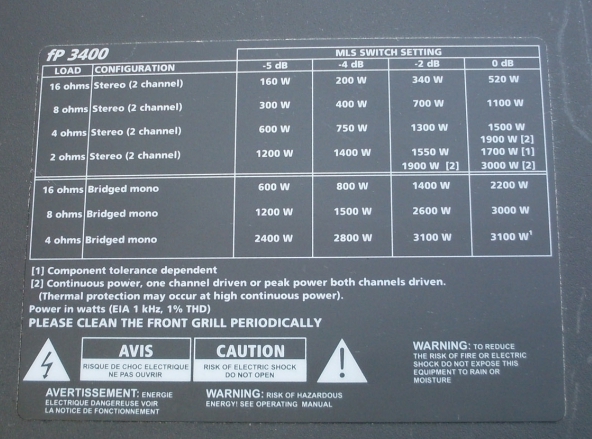 fP 3400
MLS SWITCH SETTING
LOAD CONFIGURATION -5 dB -4 dB -2 dB 0 dB
16 ohms Stereo (2 channel) 160 W 200 W 340 W 520 W
8 ohms Stereo (2 channel) 300 W 400 W 700 W 1100 W
4 ohms Stereo (2 channel) 600 W 750 W 1300 W 1500 W
1900 W [2]
2 ohms Stereo (2 channel) 1200 W 1400 W 1550 W 1700 W [1]
1900 W [2] 3000 W [2]
16 ohms Bridged mono 600 W 800 W 1400 W 2200 W
8 ohms Bridged mono 1200 W 1500 W 2600 W 3000 W
4 ohms Bridged mono 2400 W 2800 W 3100 W 3100 W¹
[1] Component tolerance dependent
[2] Continuous power, one channel driven or peak power both channels driven.
(Thermal protection may occur at high continuous power).
Power in watts (EIA 1 kHz, 1% THD)
PLEASE CLEAN THE FRONT GRILL PERIODICALLY
AVIS
RISQUE DE CHOC ELECTRIQUE
NE PAS OUVRIR
CAUTION
RISK OF ELECTRIC SHOCK
DO NOT OPEN
WARNING: TO REDUCE
THE RISK OF FIRE OR ELECTRIC
SHOCK DO NOT EXPOSE THIS
EQUIPMENT TO RAIN OR
MOISTURE
AVERTISSEMENT: ENERGIE
ELECTRIQUE DANGEREUSE VOIR
LA NOTICE DE FONCTIONNEMENT
WARNING: RISK OF HAZARDOUS
ENERGY! SEE OPERATING MANUAL